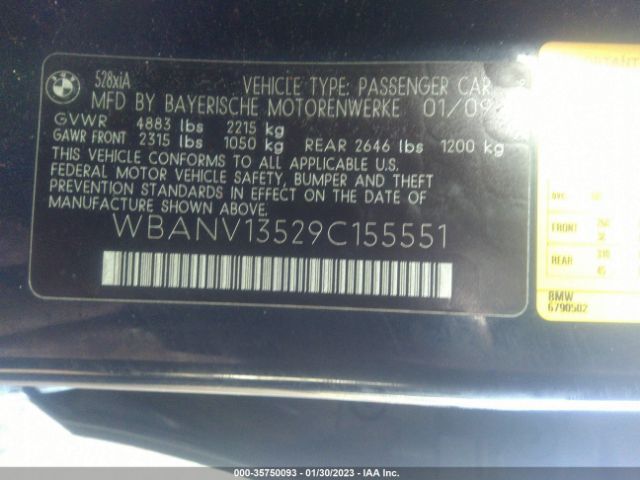 BMW
528xiA
VEHICLE TYPE: PASSENGER CAR
MFD BY BAYERISCHE MOTORENWERKE 01/09
GVWR 4883 lbs 2215 kg
GAWR FRONT 2315 lbs 1050 kg REAR 2646 lbs 1200 kg
THIS VEHICLE CONFORMS TO ALL APPLICABLE U.S.
FEDERAL MOTOR VEHICLE SAFETY, BUMPER AND THEFT
PREVENTION STANDARDS IN EFFECT ON THE DATE OF
MANUFACTURE SHOWN ABOVE.
WBANV13529C155551
FRONT
REAR
BMW
6790502
000-35750093 - 01/30/2023 - IAA Inc.